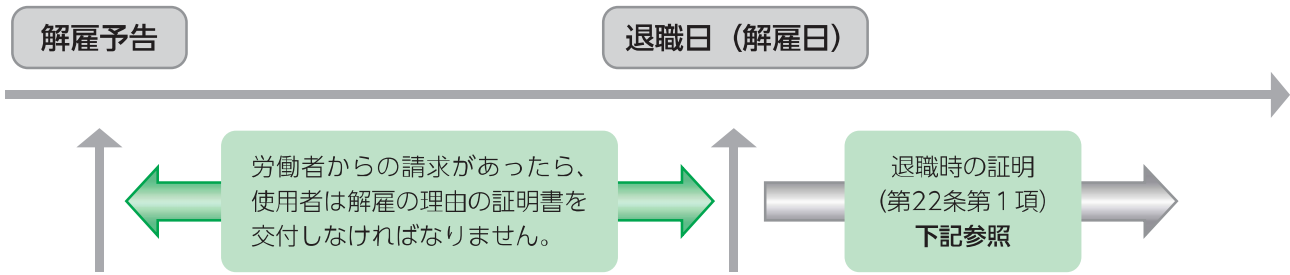 解雇予告
退職日（解雇日）
労働者からの請求があったら、
使用者は解雇の理由の証明書を
交付しなければなりません。
退職時の証明
(第22条第１項)
下記参照